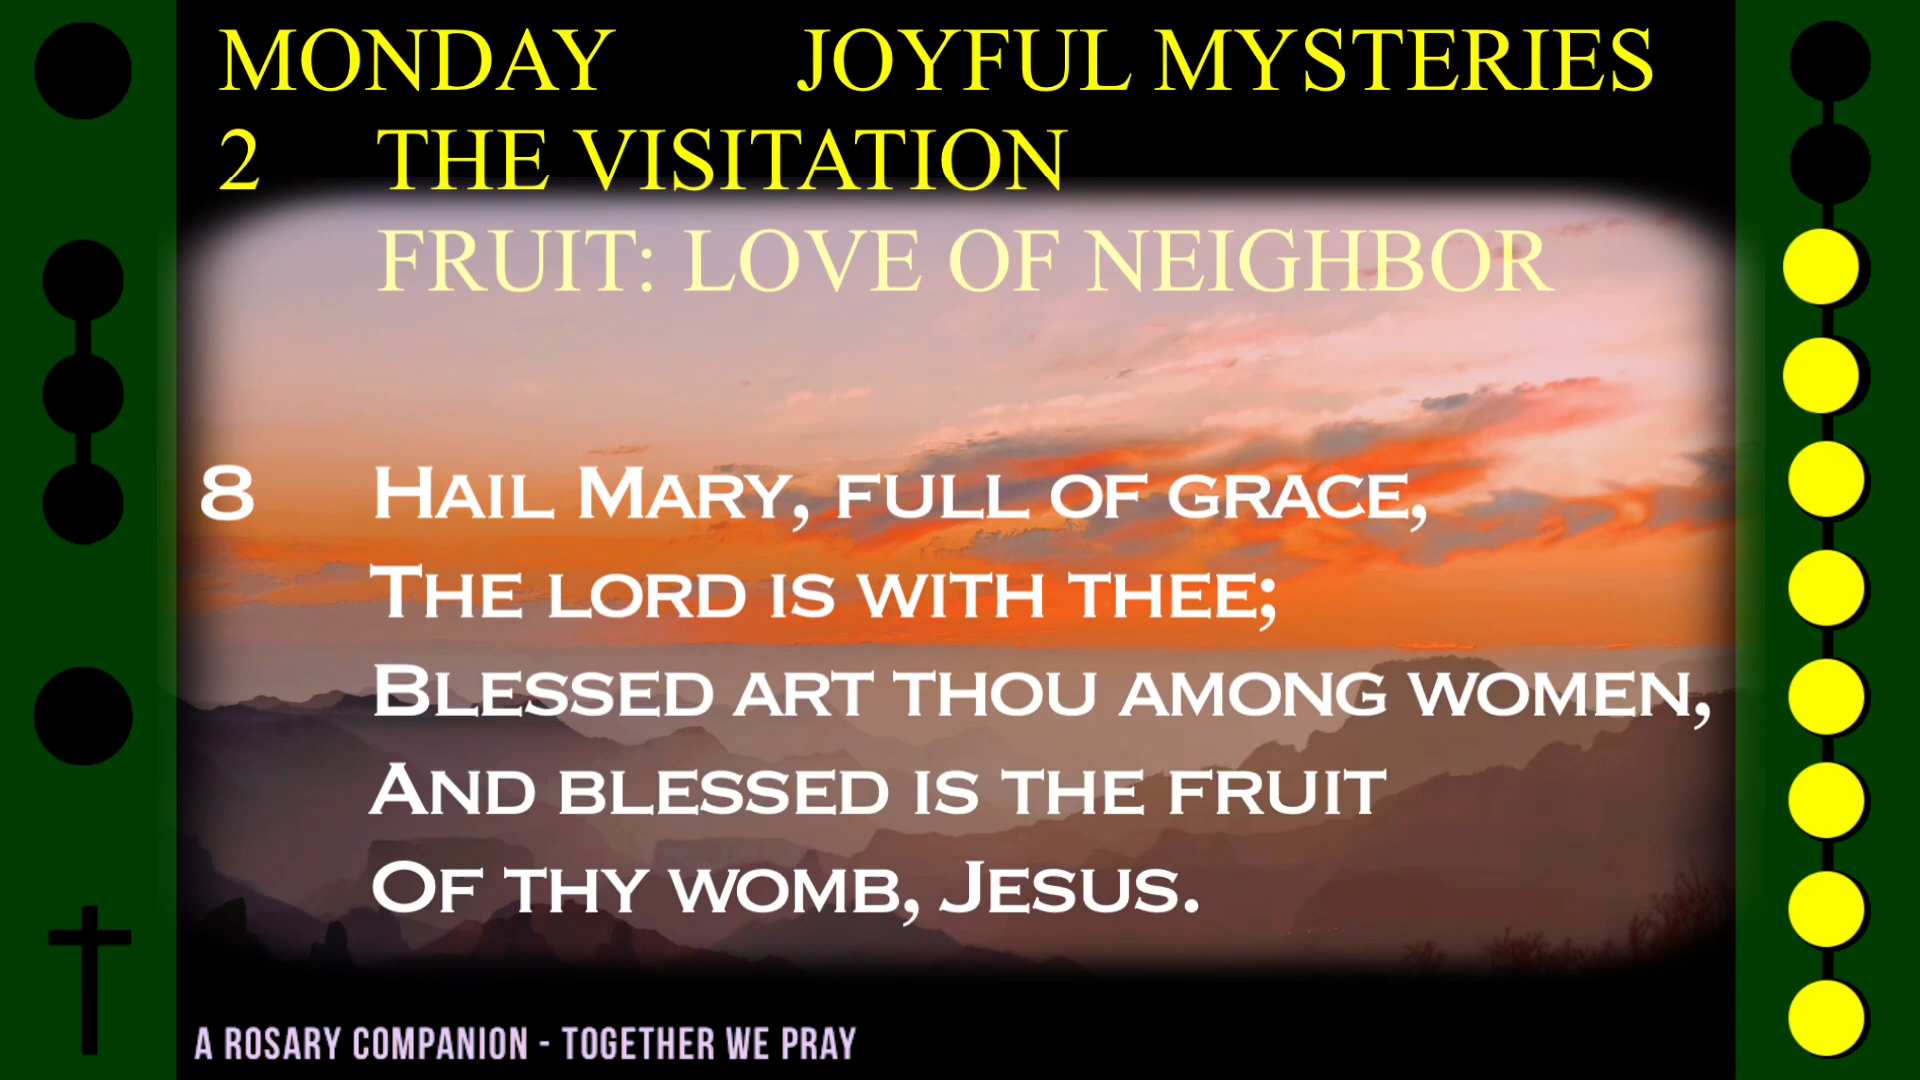 MONDAY JOYFUL MYSTERIES
2 THE VISITATION
FRUIT: LOVE OF NEIGHBOR
8 HAIL MARY, FULL OF GRACE,
THE LORD IS WITH THEE;
BLESSED ART THOU AMONG WOMEN,
AND BLESSED IS THE FRUIT
OF THY WOMB, JESUS.
A ROSARY COMPANION - TOGETHER WE PRAY